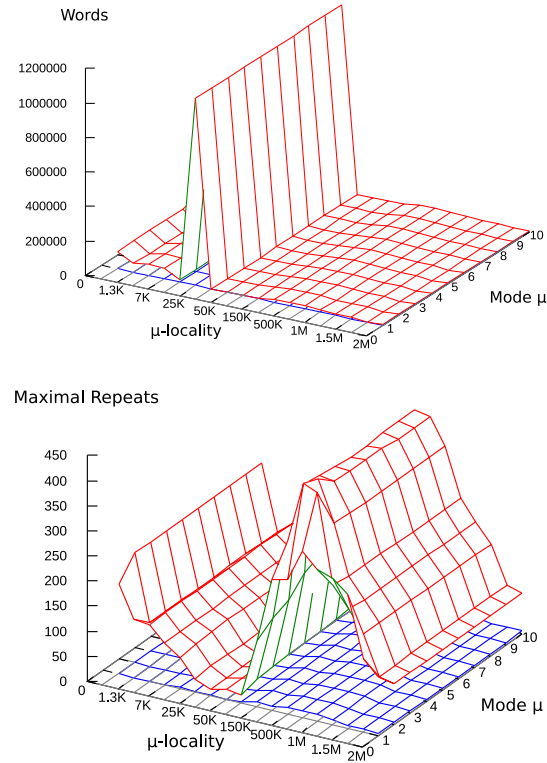 Words
1200000
1000000
800000
600000
400000
200000
0
0
1.3K
7K
25K
50K
150K
500K
1M
1.5M
2M
0
1
2
3
4
5
6
7
8
9
10
μ-locality
Mode μ
Maximal Repeats
450
400
350
300
250
200
150
100
50
0
0
1.3K
7K
25K
50K
150K
500K
1M
1.5M
2M
0
1
2
3
4
5
6
7
8
9
10
μ-locality
Mode μ